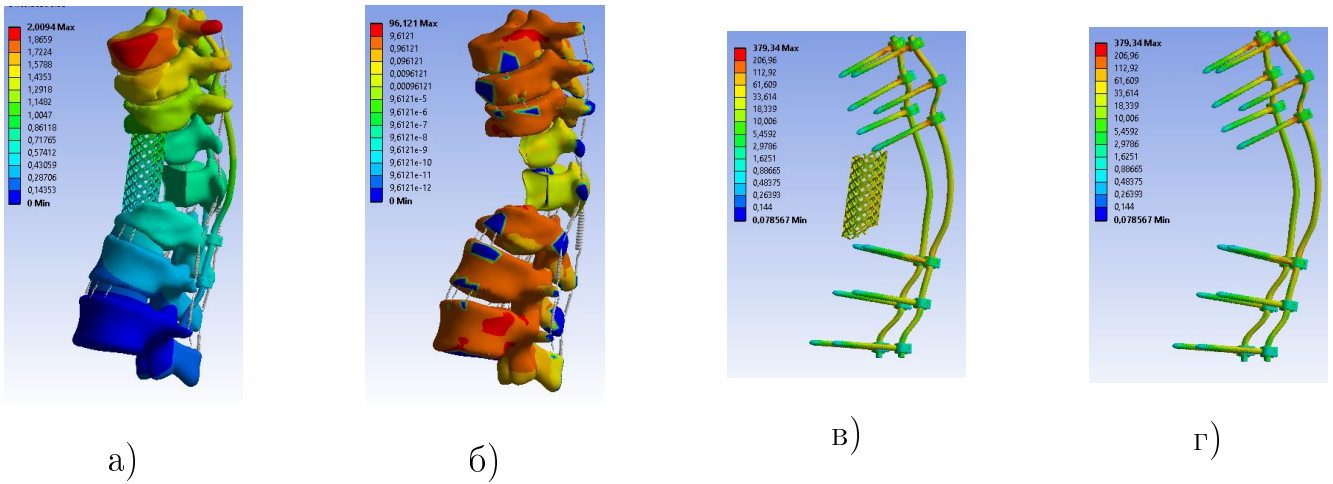 2,0094 Max
1,8659
1,7224
1,5788
1,4353
1,2918
1,1482
1,0047
0,86118
0,71765
0,57412
0,43059
0,28706
0,14353
0 Min
96,121 Max
9,6121
0,96121
0,096121
0,0096121
0,00096121
9,6121e-5
9,6121e-6
9,6121e-7
9,6121e-8
9,6121e-9
9,6121e-10
9,6121e-11
9,6121e-12
0 Min
379,34 Max
206,96
112,92
61,609
33,614
18,339
10,006
5,4592
2,9786
1,6251
0,88665
0,48375
0,26393
0,144
0,078567 Min
379,34 Max
206,96
112,92
61,609
33,614
18,339
10,006
5,4592
2,9786
1,6251
0,88665
0,48375
0,26393
0,144
0,078567 Min
а)
б)
в)
г)